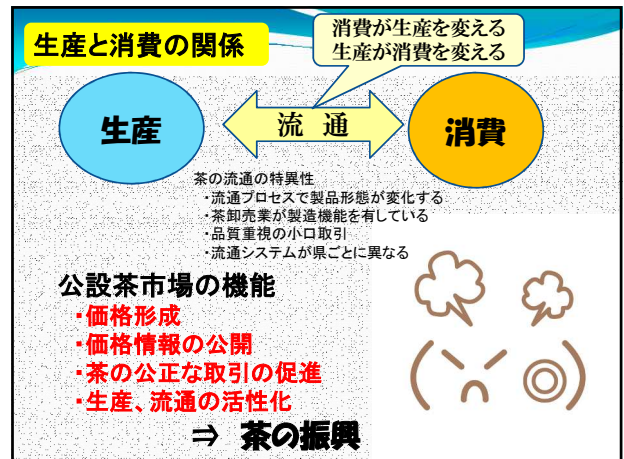 生産と消費の関係
消費が生産を変える
生産が消費を変える
生産
流 通
消費
茶の流通の特異性
・流通プロセスで製品形態が変化する
・茶卸売業が製造機能を有している
・品質重視の小口取引
・流通システムが県ごとに異なる
公設茶市場の機能
・価格形成
・価格情報の公開
・茶の公正な取引の促進
・生産、流通の活性化
⇒ 茶の振興